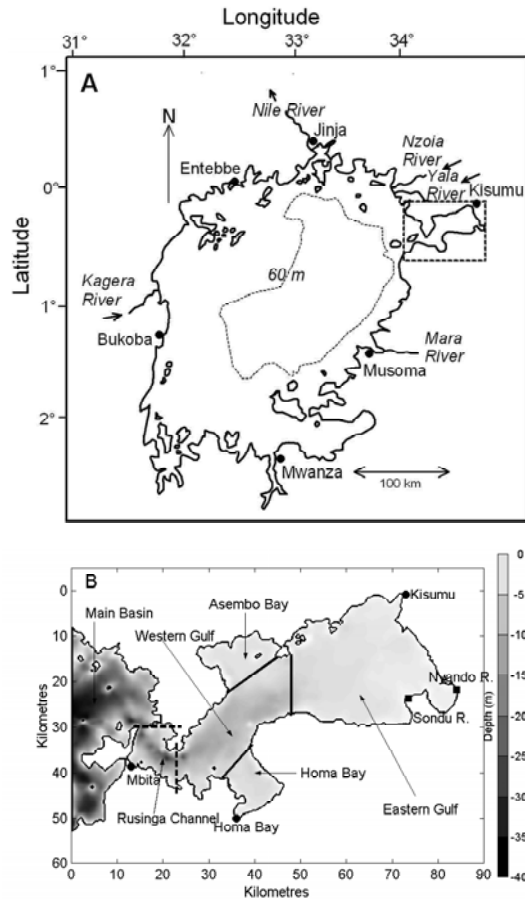 Longitude
31° 32 33 34
A
1°
Nile River
Jinja
N
Nzoia
River
Entebbe
Yala
River
Kisumu
0°
Latitude
60 m
Kagera
River
1°
Bukoba
Mara
River
Musoma
2°
Mwanza
100 km
B
0
Main Basin
Asembo Bay
Kisumu
-5
10
Western Gulf
-10
Kilometres
20
Nyando R.
-15
Sondu R.
Depth (m)
30
-20
40
Mbita
Homa Bay
-25
Rusinga Channel
Eastern Gulf
-30
50
Homa Bay
-35
60
-40
0 10 20 30 40 50 60 70 80 90
Kilometres